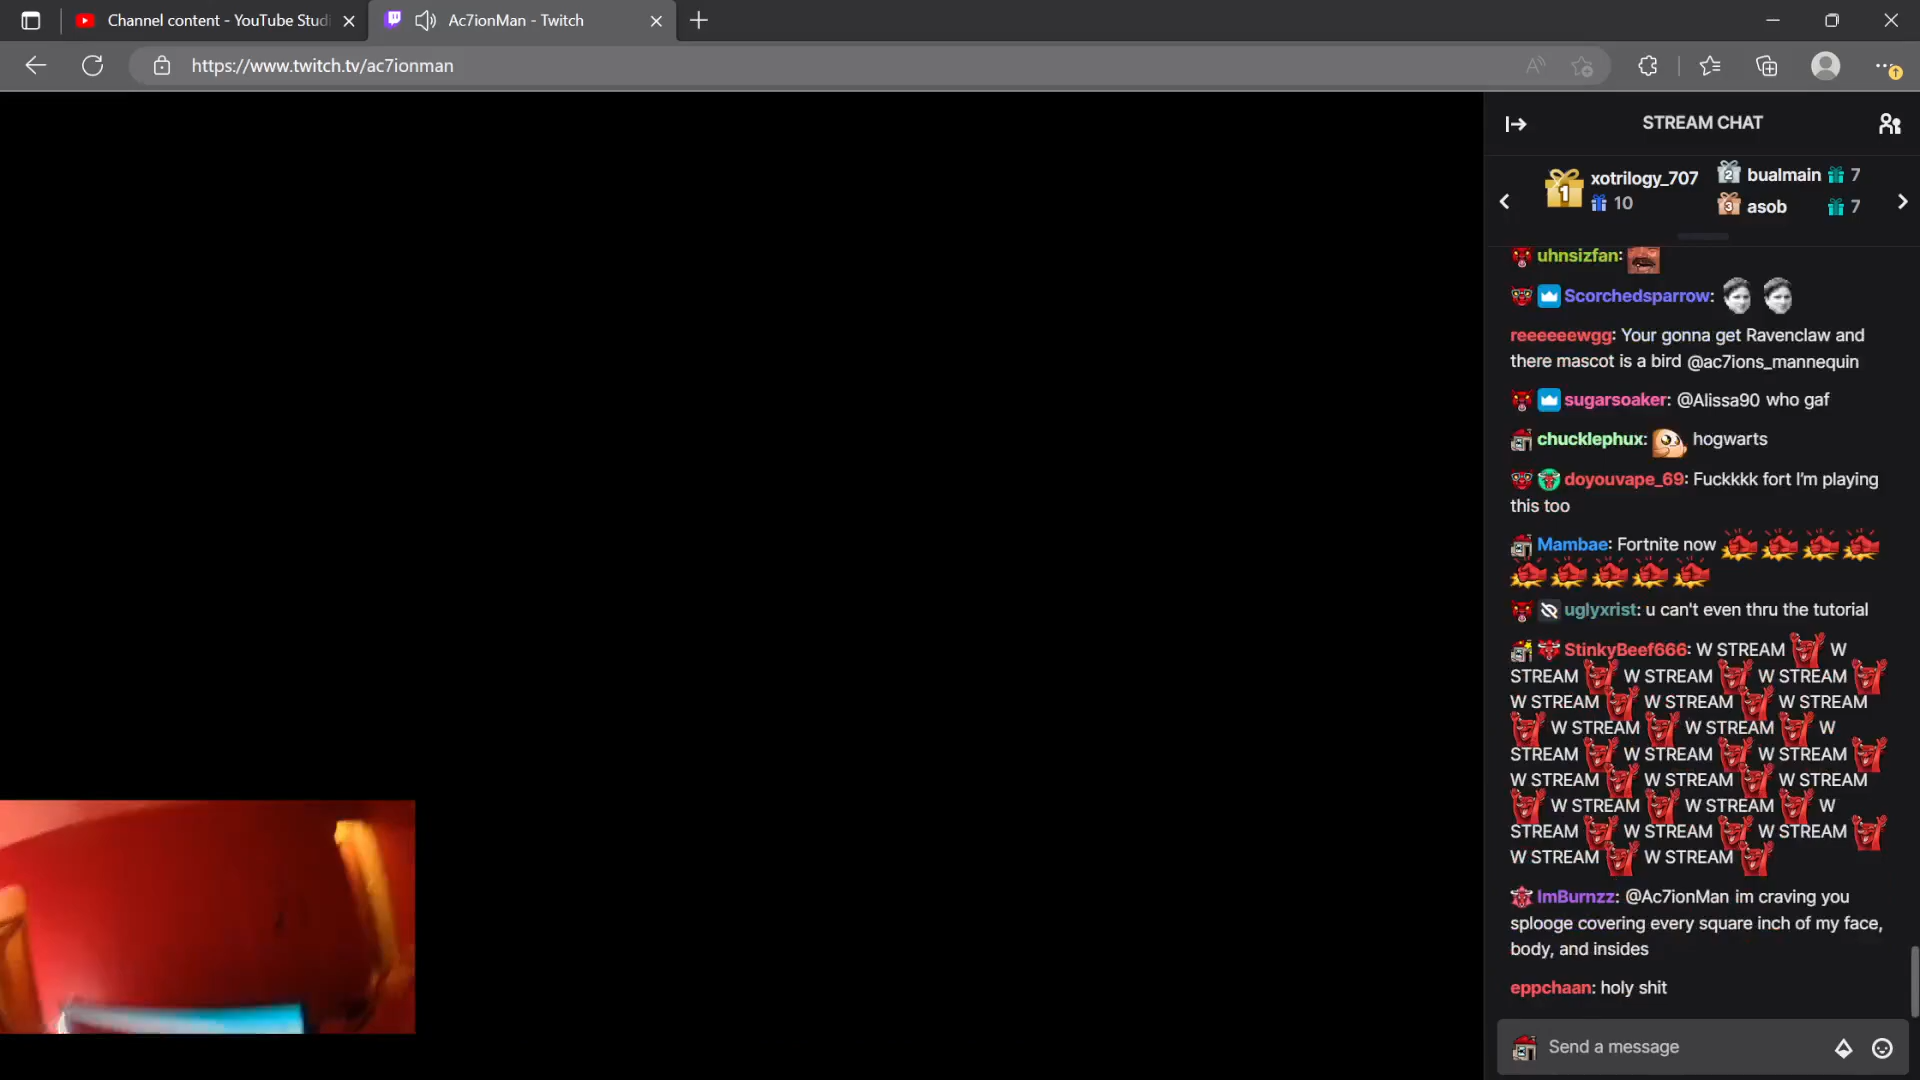 Channel content - YouTube Studi
Ac7ionMan - Twitch
https://www.twitch.tv/ac7ionman
STREAM CHAT
1 xotrilogy_707 10
2 bualmain 7
3 asob 7
uhnsizfan:
Scorchedsparrow:
reeeeeewgg: Your gonna get Ravenclaw and
there mascot is a bird @ac7ions_mannequin
sugarsoaker: @Alissa90 who gaf
chucklephux: hogwarts
doyouvape_69: Fuckkkk fort I'm playing
this too
Mambae: Fortnite now
uglyxrist: u can't even thru the tutorial
StinkyBeef666: W STREAM W
STREAM W STREAM W STREAM
W STREAM W STREAM W STREAM
W STREAM W STREAM W
STREAM W STREAM W STREAM
W STREAM W STREAM W STREAM
W STREAM W STREAM W
STREAM W STREAM W STREAM
W STREAM W STREAM
ImBurnzz: @Ac7ionMan im craving you
splooge covering every square inch of my face,
body, and insides
eppchaan: holy shit
Send a message